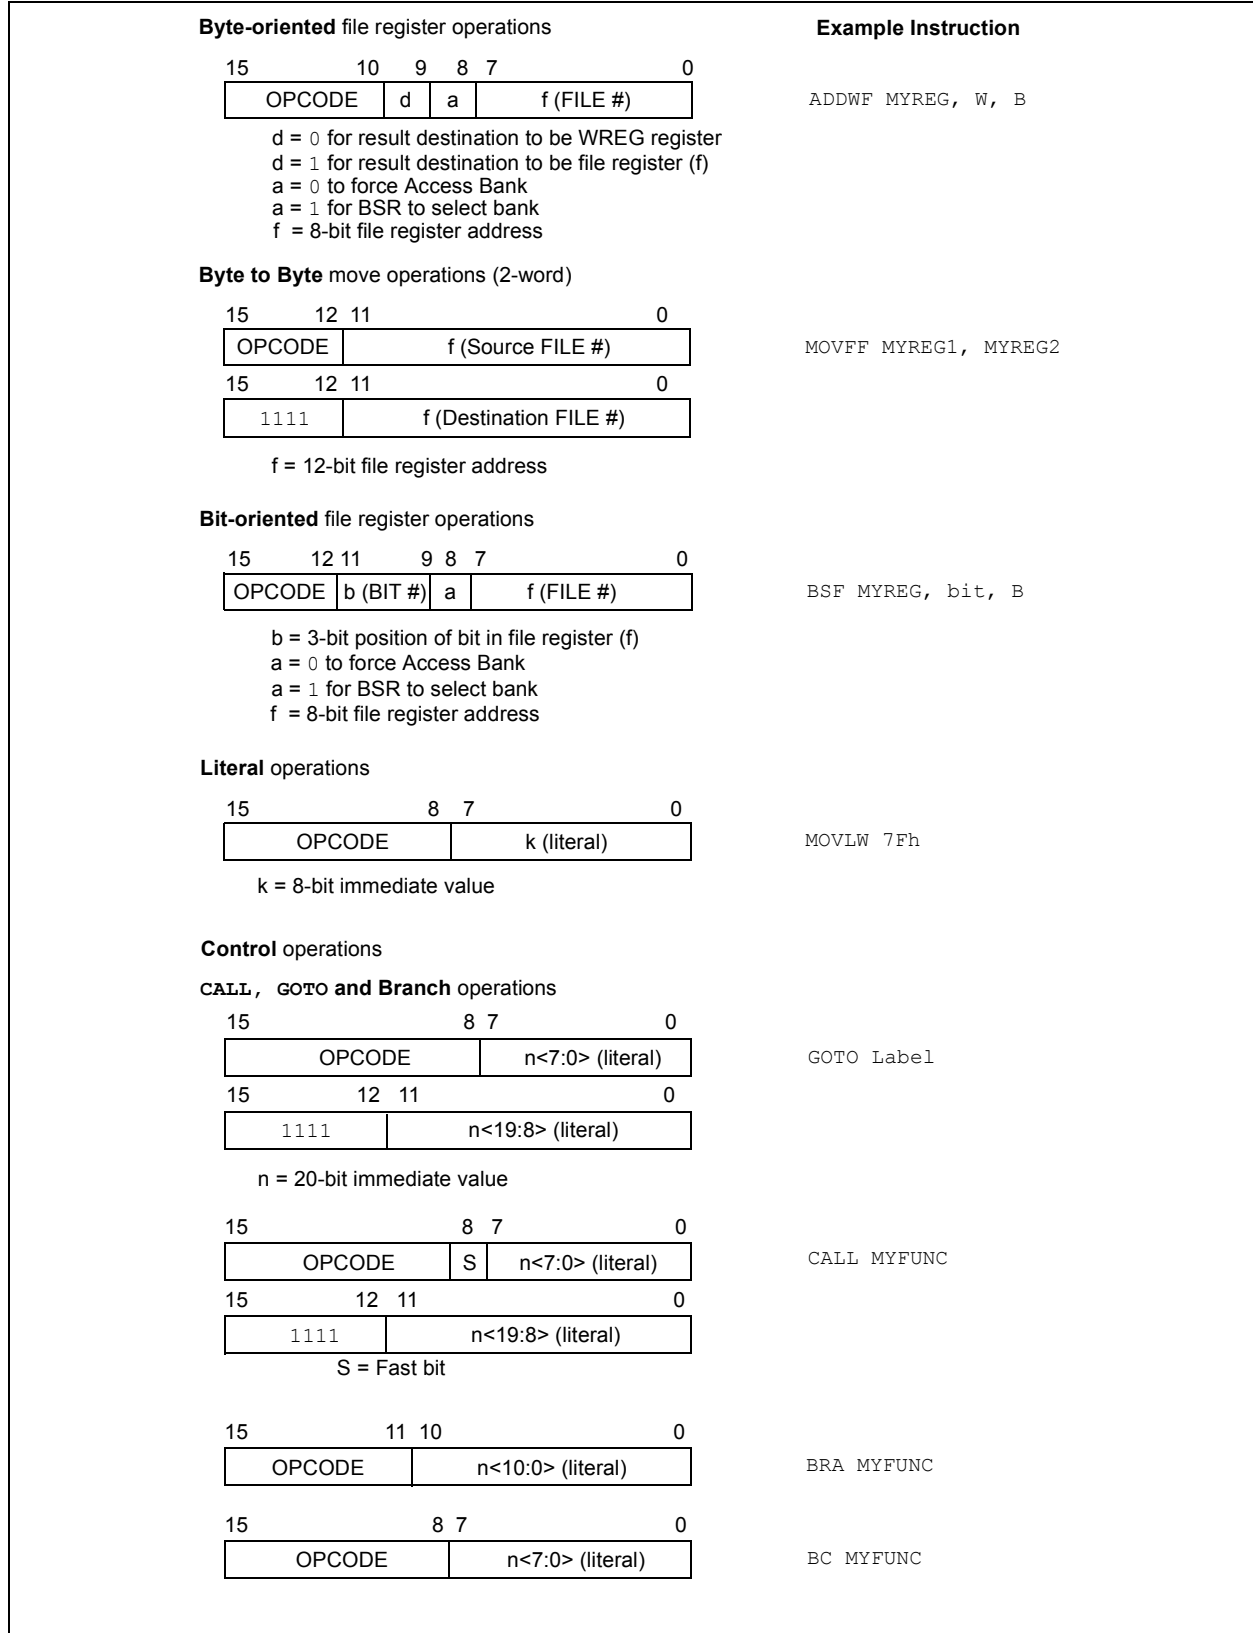 Byte-oriented file register operations Example Instruction
15 10 9 8 7 0
OPCODE d a f (FILE #) ADDWF MYREG, W, B
d = 0 for result destination to be WREG register
d = 1 for result destination to be file register (f)
a = 0 to force Access Bank
a = 1 for BSR to select bank
f = 8-bit file register address
Byte to Byte move operations (2-word)
15 12 11 0
OPCODE f (Source FILE #) MOVFF MYREG1, MYREG2
15 12 11 0
1111 f (Destination FILE #)
f = 12-bit file register address
Bit-oriented file register operations
15 12 11 9 8 7 0
OPCODE b (BIT #) a f (FILE #) BSF MYREG, bit, B
b = 3-bit position of bit in file register (f)
a = 0 to force Access Bank
a = 1 for BSR to select bank
f = 8-bit file register address
Literal operations
15 8 7 0
OPCODE k (literal) MOVLW 7Fh
k = 8-bit immediate value
Control operations
CALL, GOTO and Branch operations
15 8 7 0
OPCODE n<7:0> (literal) GOTO Label
15 12 11 0
1111 n<19:8> (literal)
n = 20-bit immediate value
15 8 7 0
OPCODE S n<7:0> (literal) CALL MYFUNC
15 12 11 0
1111 n<19:8> (literal)
S = Fast bit
15 11 10 0
OPCODE n<10:0> (literal) BRA MYFUNC
15 8 7 0
OPCODE n<7:0> (literal) BC MYFUNC